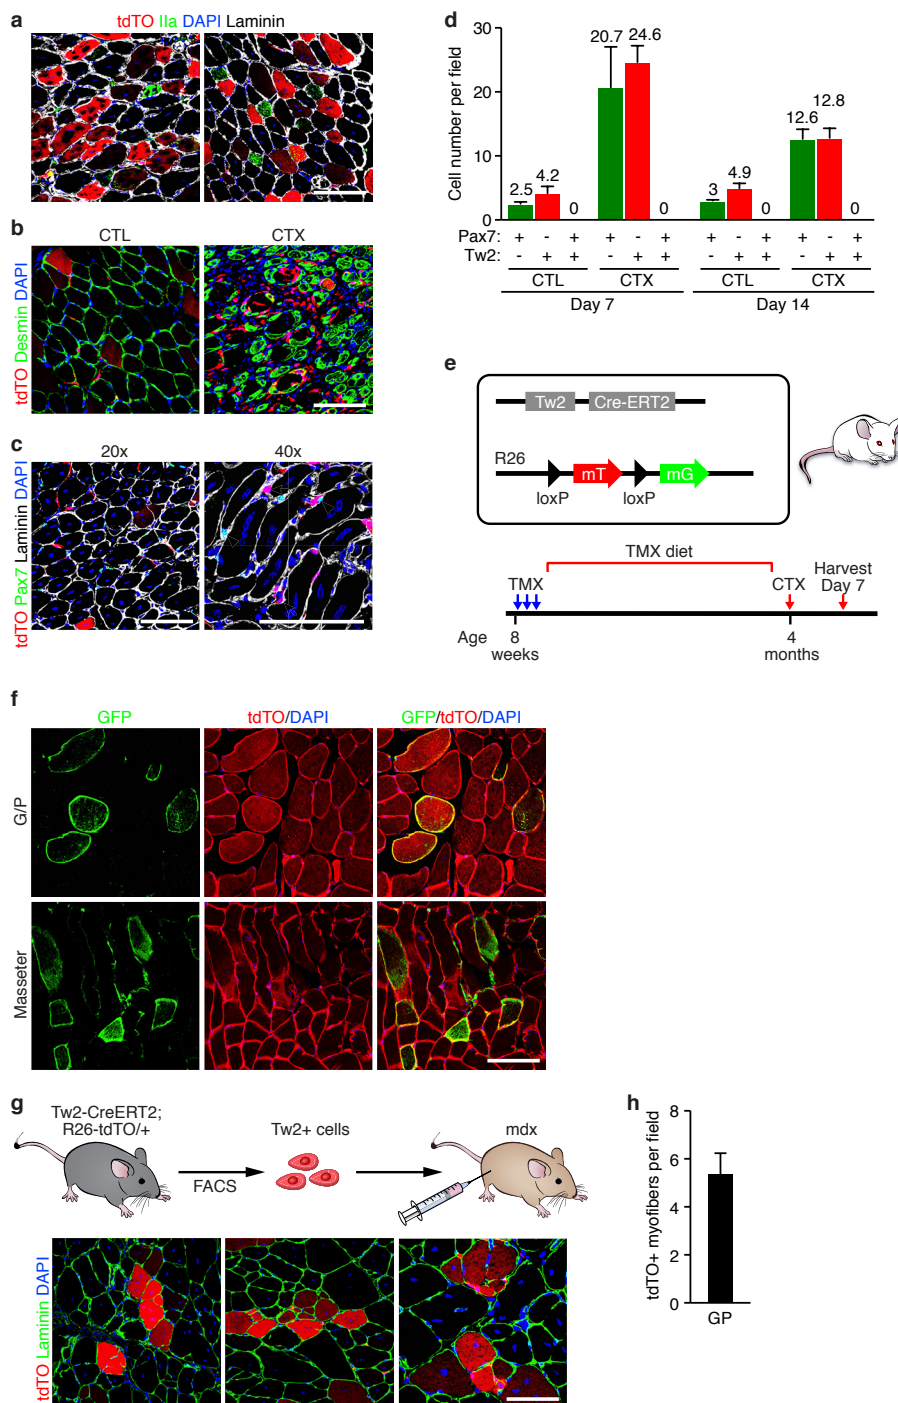 a
tdTO IIa DAPI Laminin
b
CTL CTX
tdTO Desmin DAPI
c
20x 40x
tdTO Pax7 Laminin DAPI
d
Cell number per field
30
20
10
0
2.5 4.2 0 20.7 24.6 0 3 4.9 0 12.6 12.8 0
Pax7: + - + + - + + - + + - +
Tw2: - + + - + + - + + - + +
CTL CTX CTL CTX
Day 7 Day 14
e
Tw2 Cre-ERT2
R26
mT mG
loxP loxP
TMX diet
TMX CTX Harvest
Day 7
Age 8 4
weeks months
f
GFP tdTO/DAPI GFP/tdTO/DAPI
G/P
Masseter
g
Tw2-CreERT2;
R26-tdTO/+
Tw2+ cells
mdx
FACS
tdTO Laminin DAPI
h
tdTO+ myofibers per field
8
6
4
2
0
GP